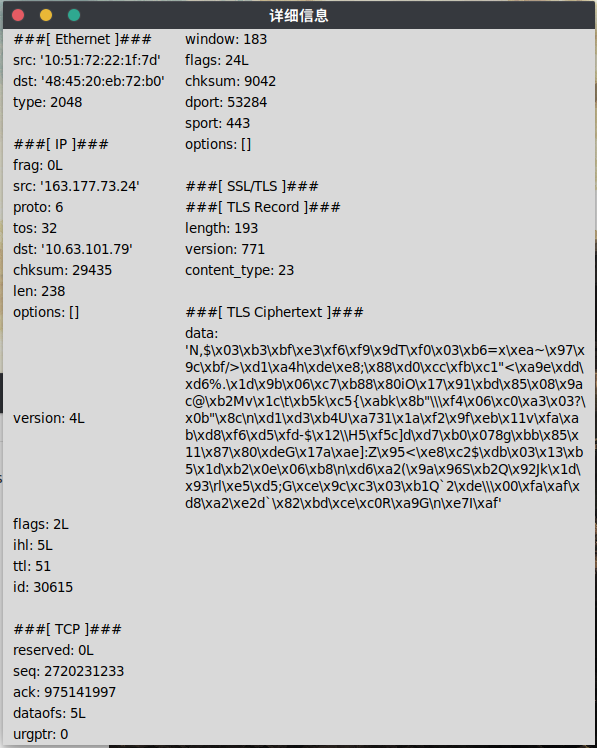 详细信息
###[ Ethernet ]###
src: '10:51:72:22:1f:7d'
dst: '48:45:20:eb:72:b0'
type: 2048
###[ IP ]###
frag: 0L
src: '163.177.73.24'
proto: 6
tos: 32
dst: '10.63.101.79'
chksum: 29435
len: 238
options: []
version: 4L
flags: 2L
ihl: 5L
ttl: 51
id: 30615
###[ TCP ]###
reserved: 0L
seq: 2720231233
ack: 975141997
dataofs: 5L
urgptr: 0
window: 183
flags: 24L
chksum: 9042
dport: 53284
sport: 443
options: []
###[ SSL/TLS ]###
###[ TLS Record ]###
length: 193
version: 771
content_type: 23
###[ TLS Ciphertext ]###
data:
'N,$\x03\xb3\xbf\xe3\xf6\xf9\x9dT\xf0\x03\xb6=x\xea~\x97\x
9c\xbf/>\xd1\xa4h\xde\xe8;\x88\xd0\xcc\xfb\xc1"<\xa9e\xdd\
\xd6%.\x1d\x9b\x06\xc7\xb88\x80iO\x17\x91\xbd\x85\x08\x9a
c@\xb2Mv\x1c\t\xb5k\xc5{\xabk\x8b"\\\xf4\x06\xc0\xa3\x03?\
\x0b"\x8c\n\xd1\xd3\xb4U\xa731\x1a\xf2\x9f\xeb\x11v\xfa\xa
b\xd8\xf6\xd5\xfd-$\x12\\H5\xf5c]d\xd7\xb0\x078g\xbb\x85\x
11\x87\x80\xdeG\x17a\xae]:Z\x95<\xe8\xc2$\xdb\x03\x13\xb
5\x1d\xb2\x0e\x06\xb8\n\xd6\xa2(\x9a\x96S\xb2Q\x92Jk\x1d\
x93\rl\xe5\xd5;G\xce\x9c\xc3\x03\xb1Q`2\xde\\\x00\xfa\xaf\x
d8\xa2\xe2d`\x82\xbd\xce\xc0R\xa9G\n\xe7I\xaf'